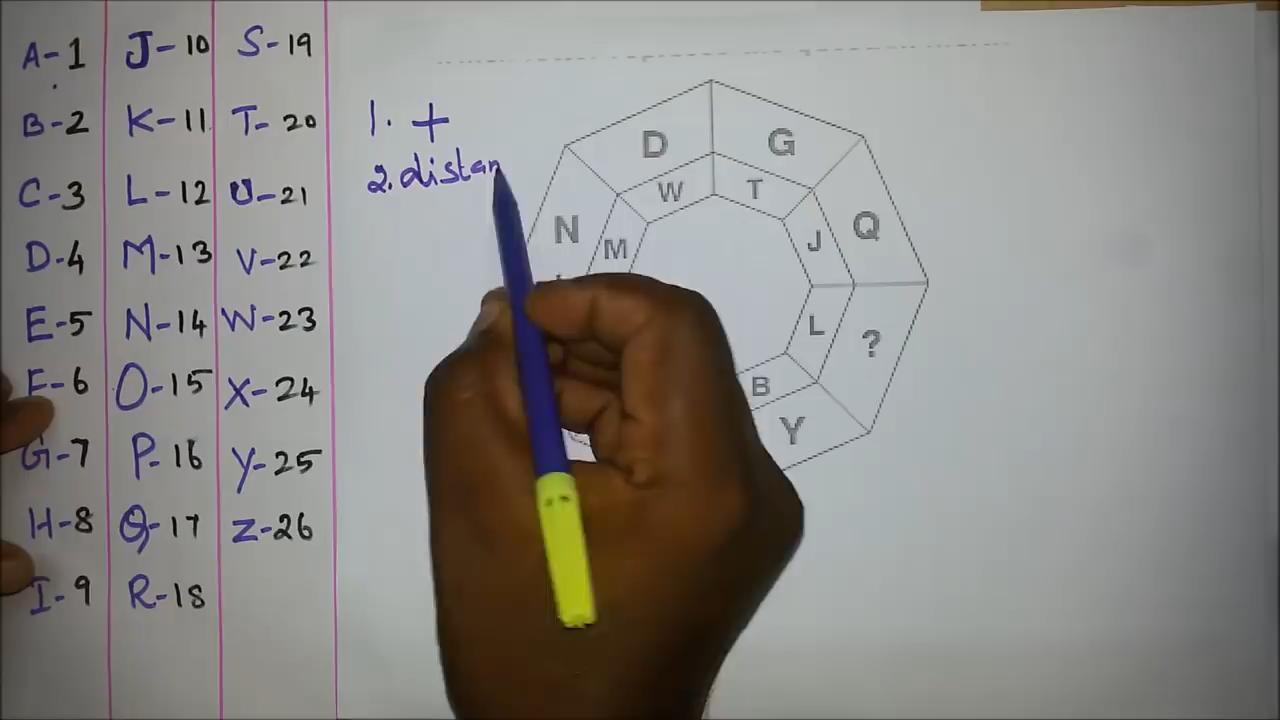 A-1 J-10 S-19
B-2 K-11 T-20
C-3 L-12 U-21
D-4 M-13 V-22
E-5 N-14 W-23
F-6 O-15 X-24
G-7 P-16 Y-25
H-8 Q-17 Z-26
I-9 R-18
1. +
2. distan
D G
W T
N M J Q
L ?
B
Y